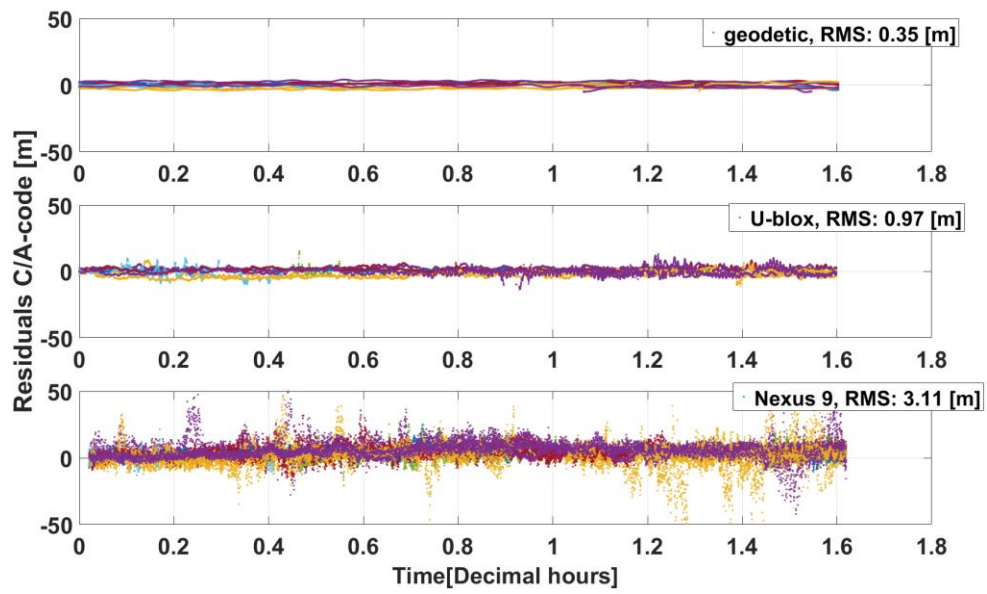 Residuals C/A-code [m]
50
0
-50
geodetic, RMS: 0.35 [m]
0 0.2 0.4 0.6 0.8 1 1.2 1.4 1.6 1.8
50
0
-50
U-blox, RMS: 0.97 [m]
0 0.2 0.4 0.6 0.8 1 1.2 1.4 1.6 1.8
50
0
-50
Nexus 9, RMS: 3.11 [m]
0 0.2 0.4 0.6 0.8 1 1.2 1.4 1.6 1.8
Time[Decimal hours]